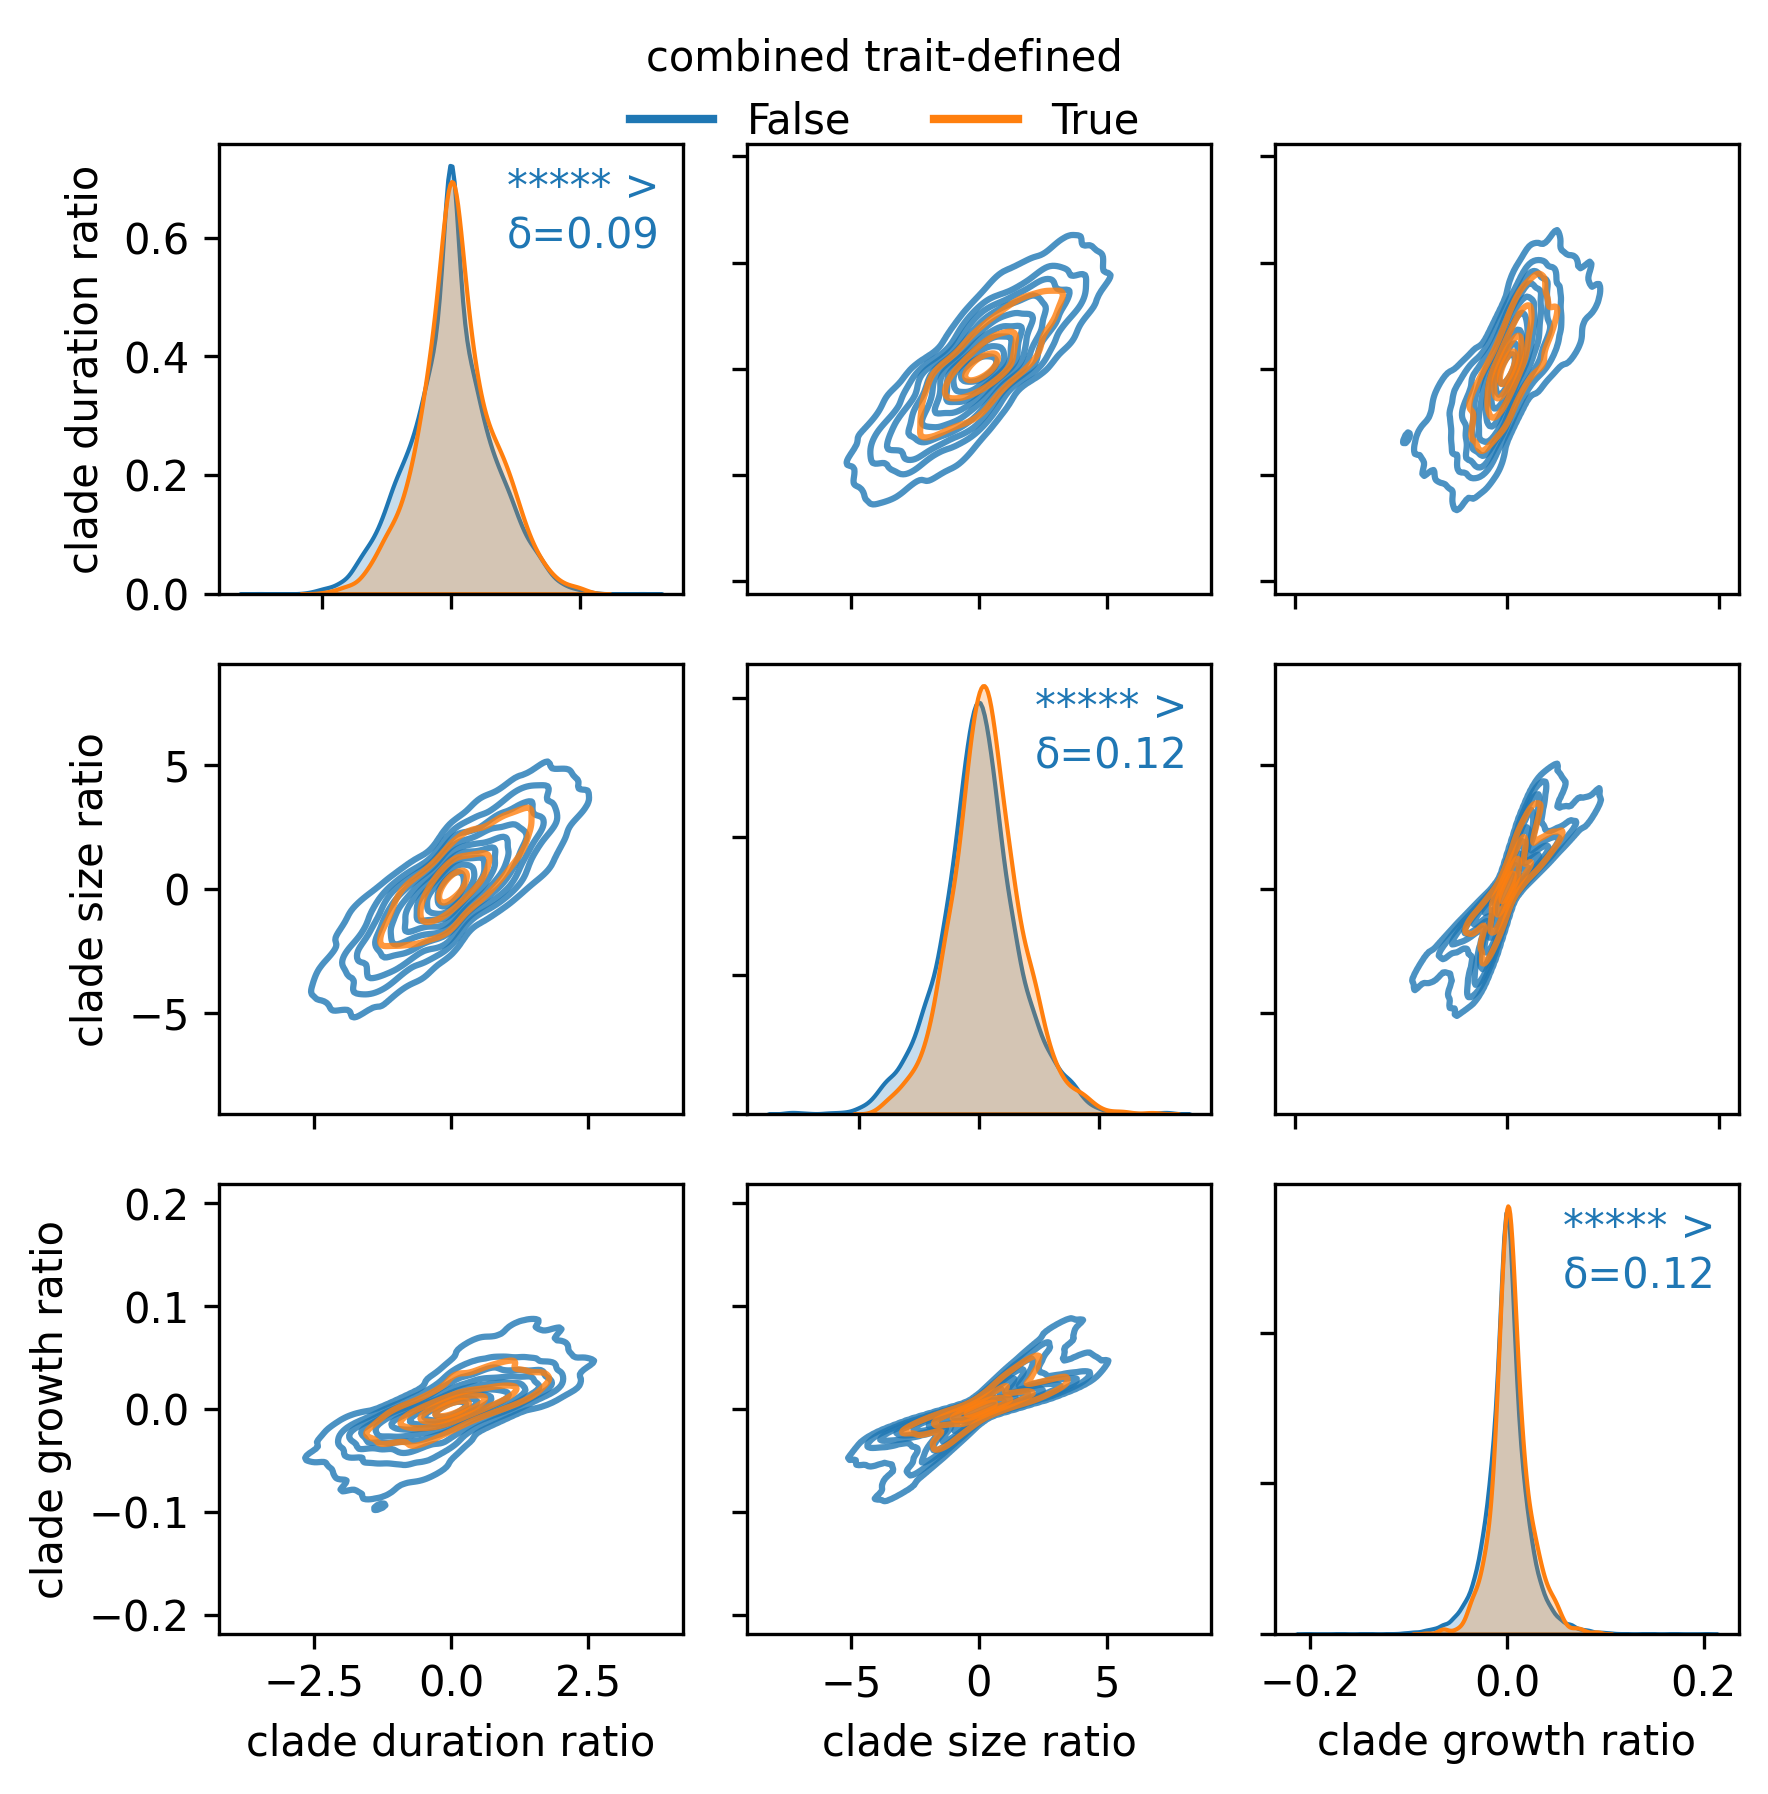 combined trait-defined
False True
clade duration ratio
0.6
0.4
0.2
0.0
***** >
δ=0.09
clade size ratio
5
0
−5
***** >
δ=0.12
clade growth ratio
0.2
0.1
0.0
−0.1
−0.2
***** >
δ=0.12
−2.5 0.0 2.5
−5 0 5
−0.2 0.0 0.2
clade duration ratio
clade size ratio
clade growth ratio